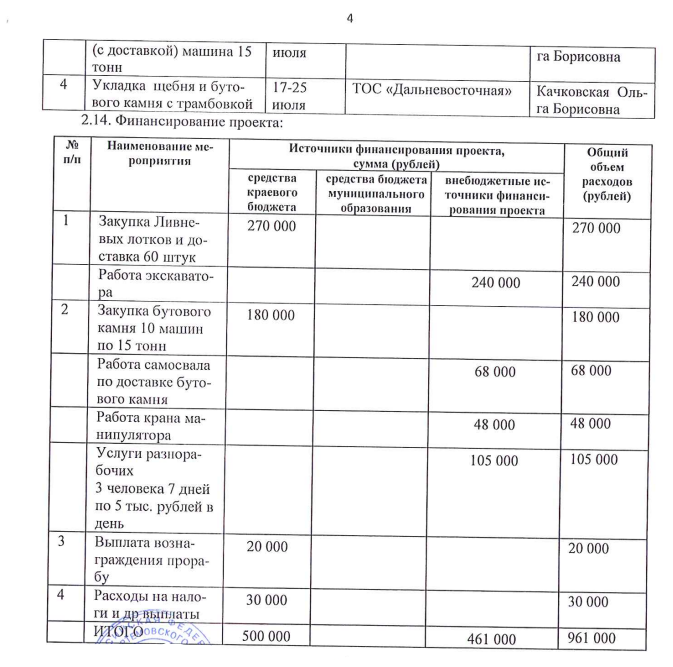 4
(с доставкой) машина 15 тонн
июля
га Борисовна
4
Укладка щебня и буто-
вого камня с трамбовкой
17-25
июля
ТОС «Дальневосточная»
Качковская Оль-
га Борисовна
2.14. Финансирование проекта:
№
п/п
Наименование ме-
роприятия
Источники финансирования проекта,
сумма (рублей)
Общий
объем
расходов
(рублей)
средства
краевого
бюджета
средства бюджета
муниципального
образования
внебюджетные ис-
точники финанси-
рования проекта
1
Закупка Ливне-
вых лотков и до-
ставка 60 штук
270 000
270 000
Работа экскавато-
ра
240 000
240 000
2
Закупка бутового
камня 10 машин
по 15 тонн
180 000
180 000
Работа самосвала
по доставке буто-
вого камня
68 000
68 000
Работа крана ма-
нипулятора
48 000
48 000
Услуги разнора-
бочих
3 человека 7 дней
по 5 тыс. рублей в
день
105 000
105 000
3
Выплата возна-
граждения прора-
бу
20 000
20 000
4
Расходы на нало-
ги и др выплаты
30 000
30 000
ИТОГО
500 000
461 000
961 000